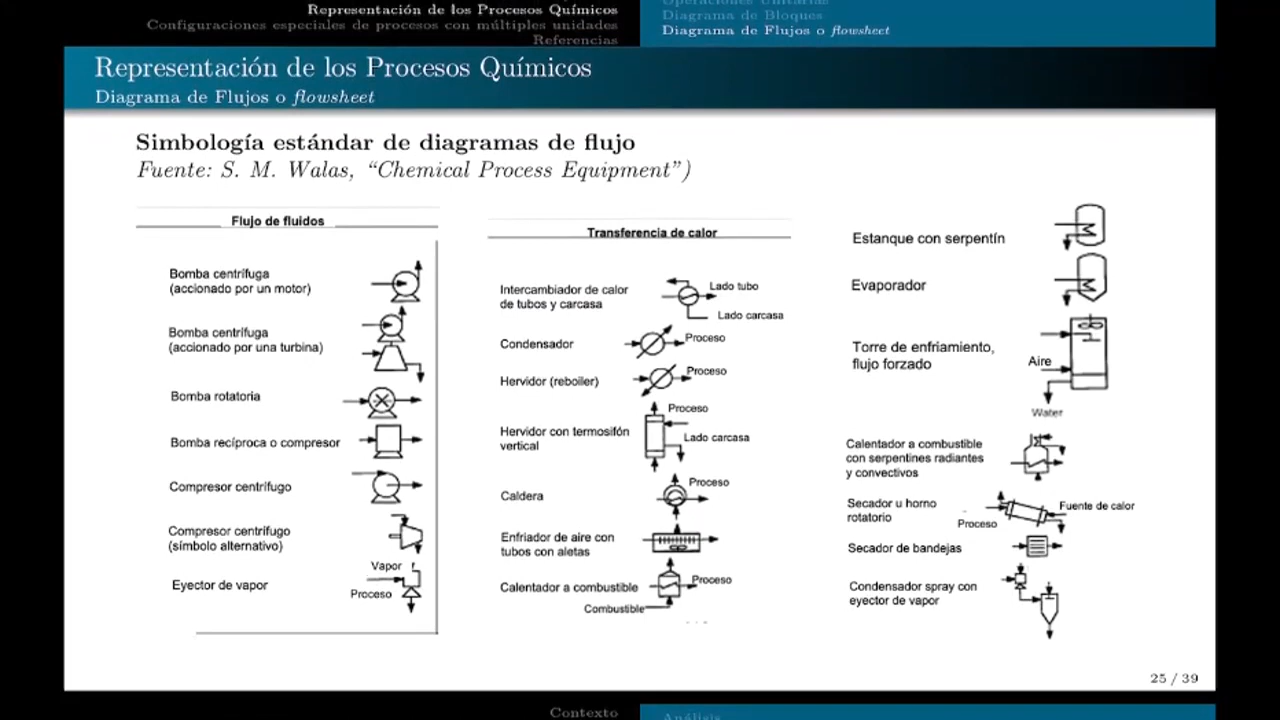 Representación de los Procesos Químicos
Configuraciones especiales de procesos con múltiples unidades
Referencias
Operaciones Unitarias
Diagrama de Bloques
Diagrama de Flujos o flowsheet
Representación de los Procesos Químicos
Diagrama de Flujos o flowsheet
Simbología estándar de diagramas de flujo
Fuente: S. M. Walas, “Chemical Process Equipment”)
Flujo de fluidos
Bomba centrífuga
(accionado por un motor)
Bomba centrífuga
(accionado por una turbina)
Bomba rotatoria
Bomba recíproca o compresor
Compresor centrífugo
Compresor centrífugo
(símbolo alternativo)
Vapor
Eyector de vapor
Proceso
Transferencia de calor
Intercambiador de calor
de tubos y carcasa
Lado tubo
Lado carcasa
Condensador
Proceso
Hervidor (reboiler)
Proceso
Hervidor con termosifón
vertical
Proceso
Lado carcasa
Caldera
Proceso
Enfriador de aire con
tubos con aletas
Calentador a combustible
Proceso
Combustible
Estanque con serpentín
Evaporador
Torre de enfriamiento,
flujo forzado
Aire
Water
Calentador a combustible
con serpentines radiantes
y convectivos
Secador u horno
rotatorio
Proceso
Fuente de calor
Secador de bandejas
Condensador spray con
eyector de vapor
25 / 39
Contexto
Análisis